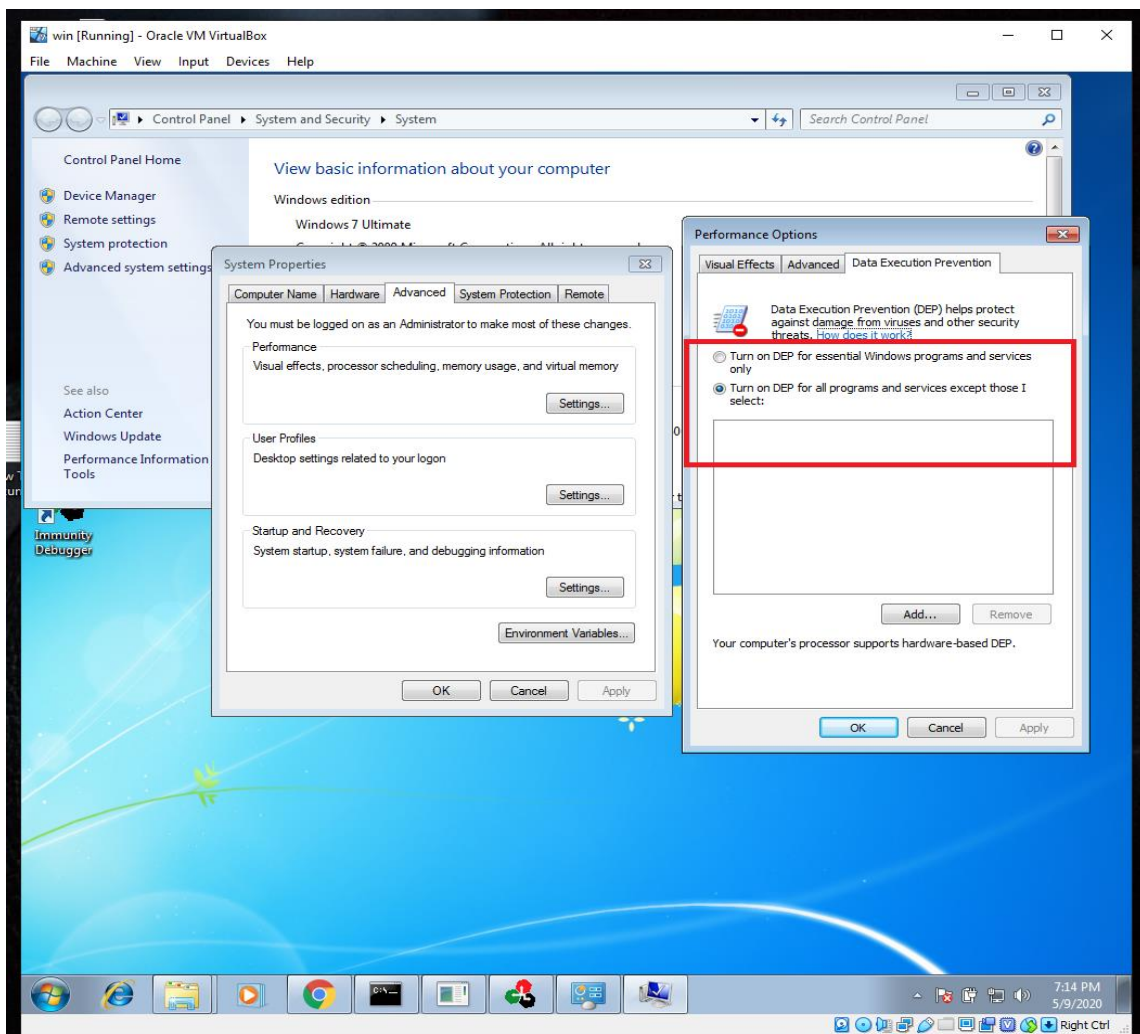 win [Running] - Oracle VM VirtualBox
File Machine View Input Devices Help
Control Panel System and Security System
Search Control Panel
Control Panel Home
Device Manager
Remote settings
System protection
Advanced system settings
See also
Action Center
Windows Update
Performance Information
Tools
View basic information about your computer
Windows edition
Windows 7 Ultimate
System Properties
Computer Name Hardware Advanced System Protection Remote
You must be logged on as an Administrator to make most of these changes.
Performance
Visual effects, processor scheduling, memory usage, and virtual memory
Settings...
User Profiles
Desktop settings related to your logon
Settings...
Startup and Recovery
System startup, system failure, and debugging information
Settings...
Environment Variables...
OK Cancel Apply
Performance Options
Visual Effects Advanced Data Execution Prevention
Data Execution Prevention (DEP) helps protect
against damage from viruses and other security
threats. How does it work?
Turn on DEP for essential Windows programs and services
only
Turn on DEP for all programs and services except those I
select:
Add... Remove
Your computer's processor supports hardware-based DEP.
OK Cancel Apply
Immunity
Debugger
7:14 PM
5/9/2020
Right Ctrl